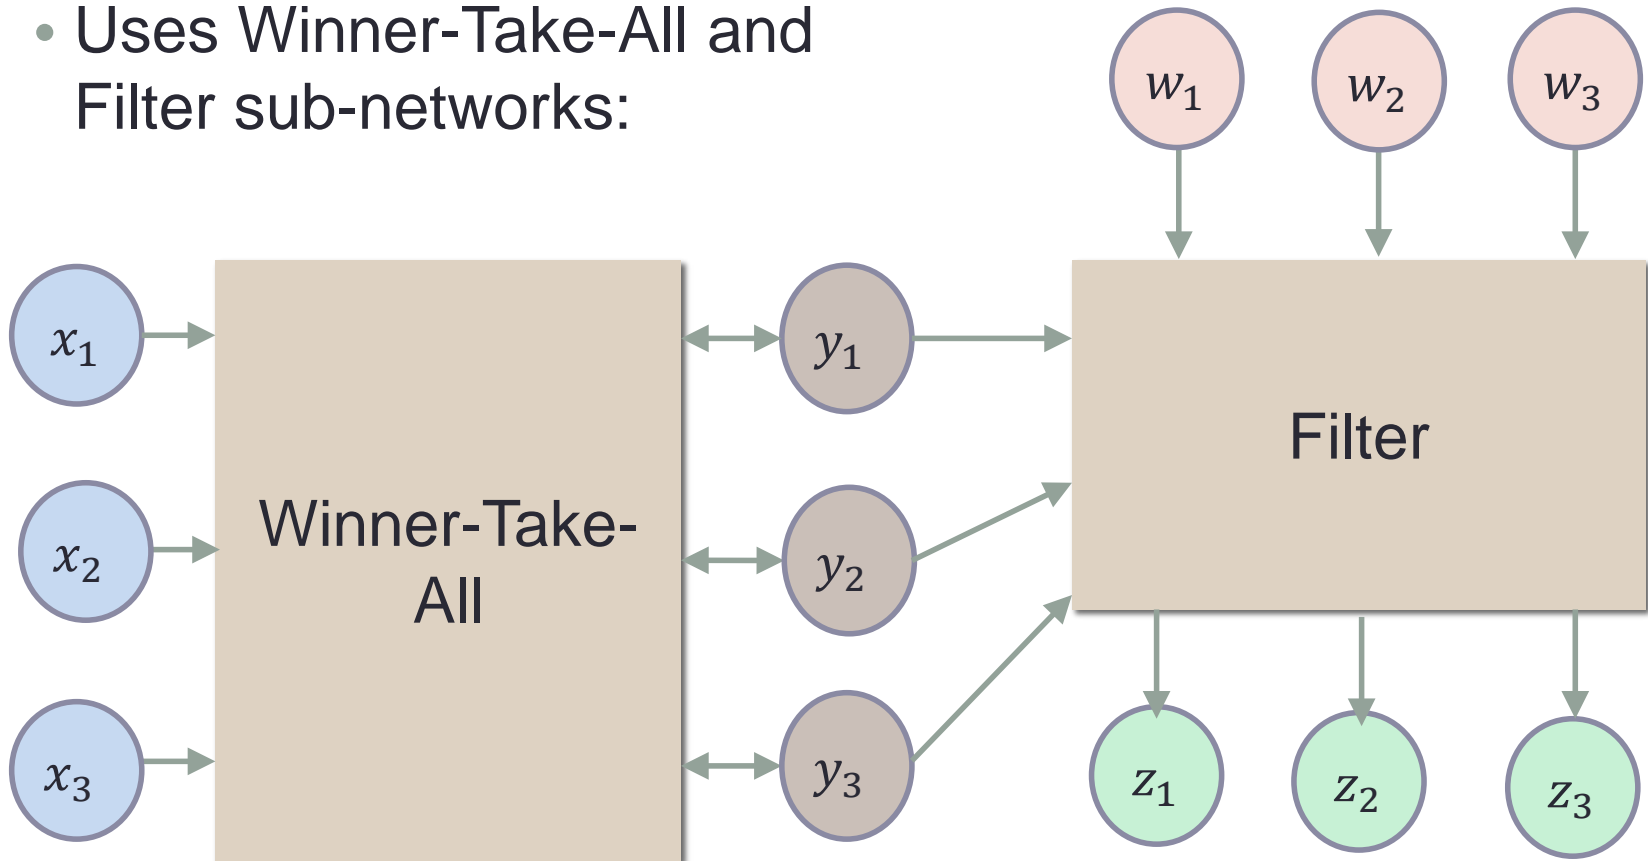 • Uses Winner-Take-All and
Filter sub-networks:
w₁
w₂
w₃
x₁
x₂
x₃
Winner-Take-
All
y₁
y₂
y₃
Filter
z₁
z₂
z₃